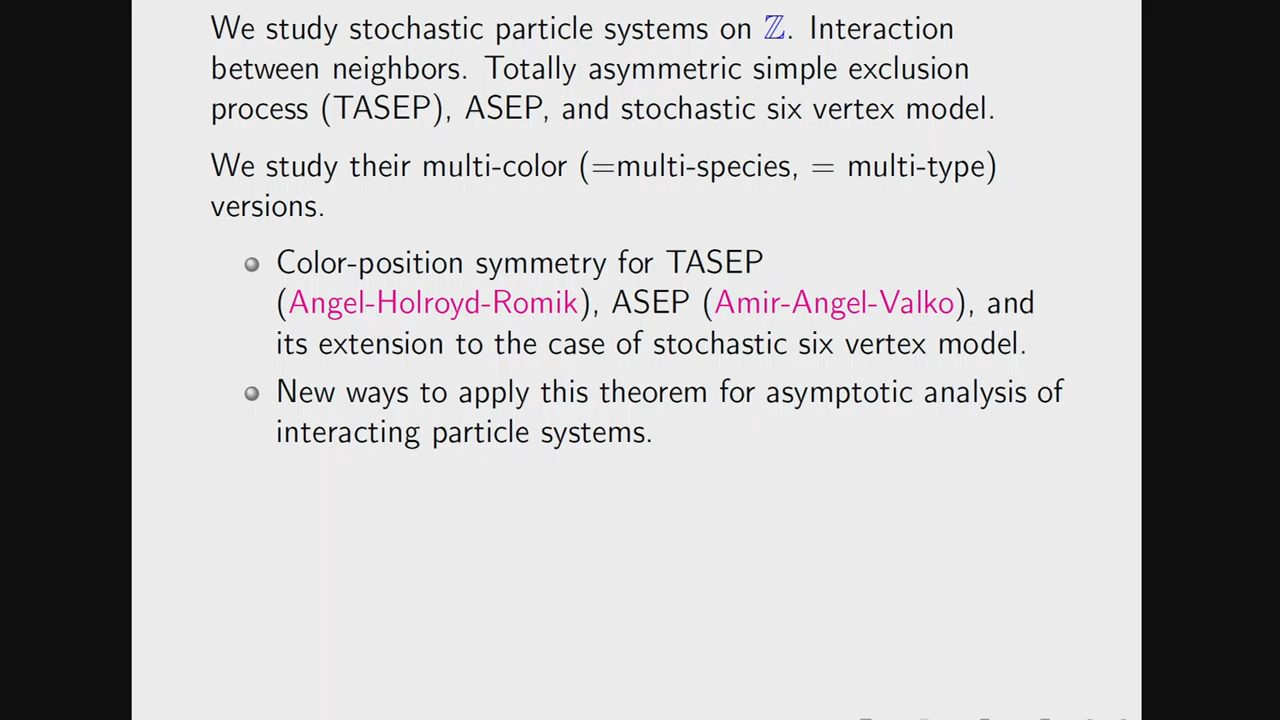 We study stochastic particle systems on ℤ. Interaction
between neighbors. Totally asymmetric simple exclusion
process (TASEP), ASEP, and stochastic six vertex model.
We study their multi-color (=multi-species, = multi-type)
versions.
Color-position symmetry for TASEP
(Angel-Holroyd-Romik), ASEP (Amir-Angel-Valko), and
its extension to the case of stochastic six vertex model.
New ways to apply this theorem for asymptotic analysis of
interacting particle systems.